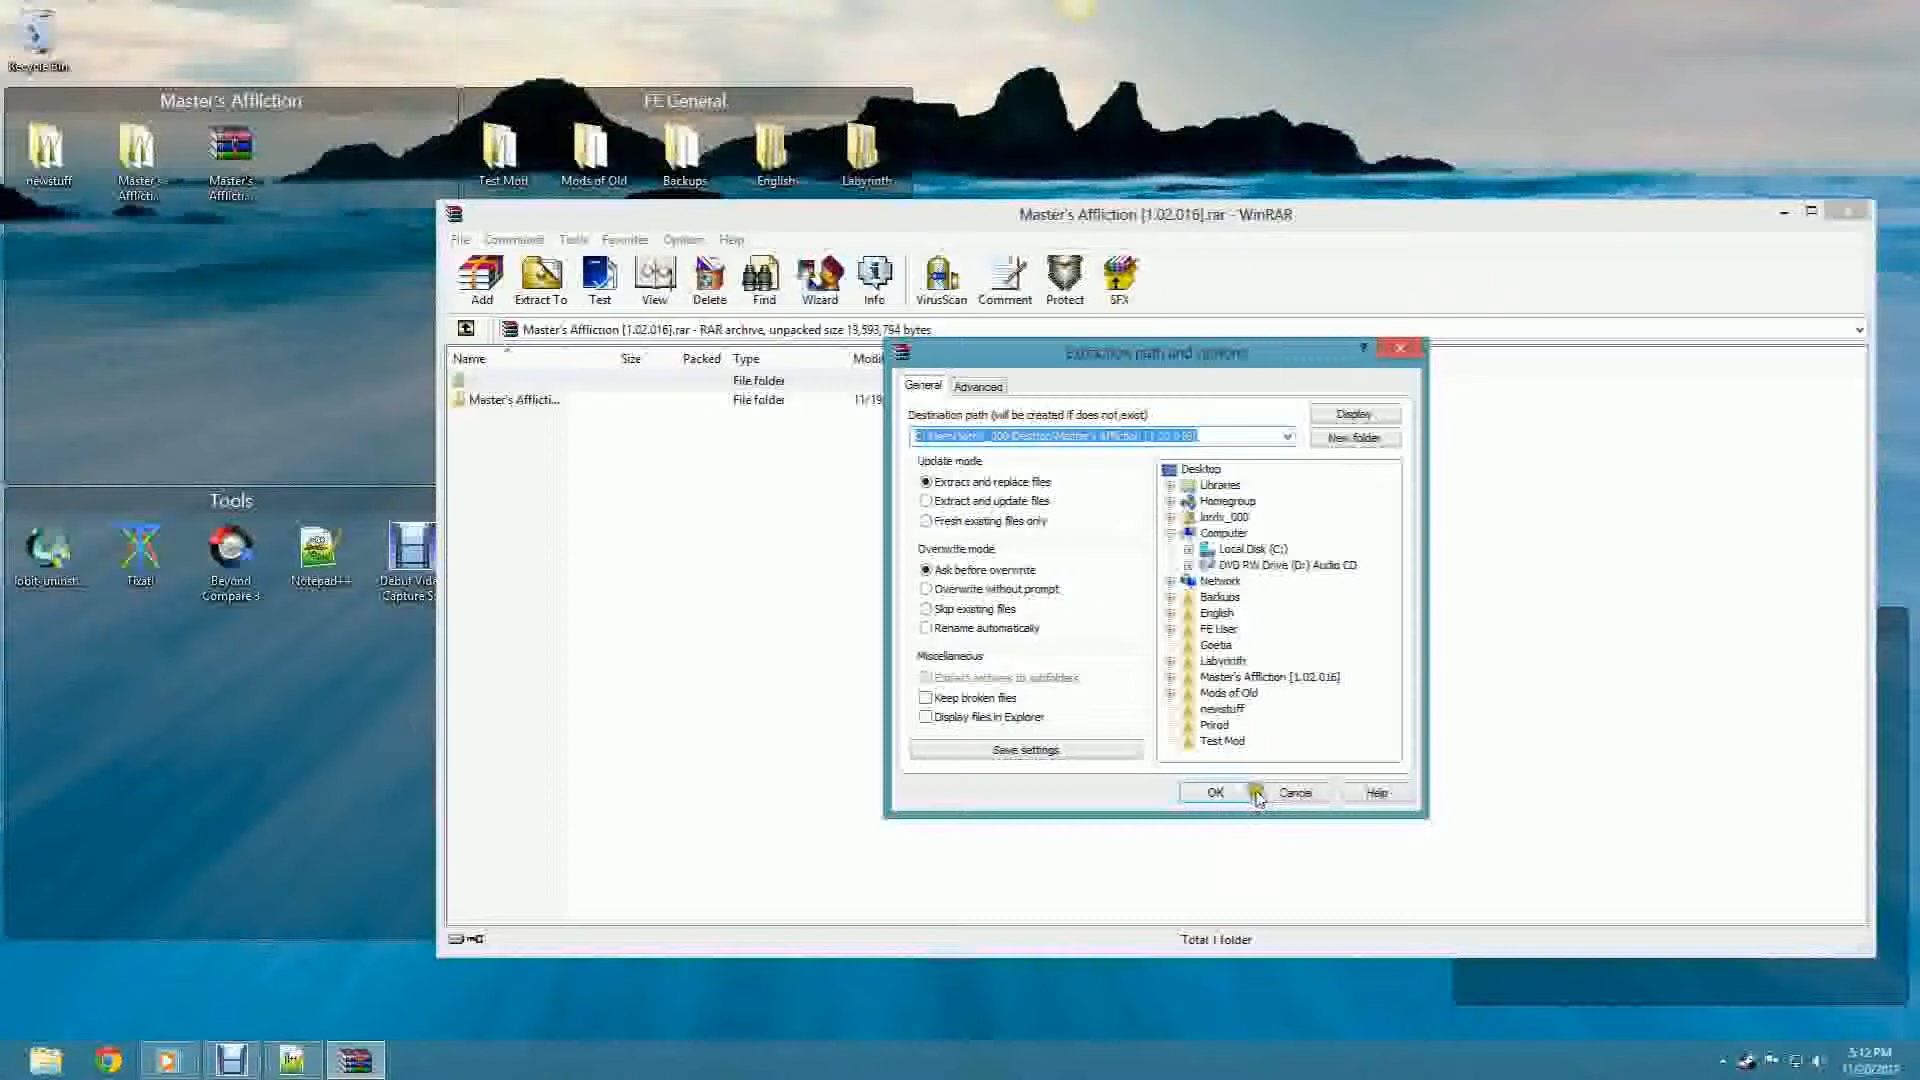 Recycle Bin
Master's Affliction
FE General
newstuff
Master's Afflicti...
Master's Afflicti...
Test Mod
Mods of Old
Backups
English
Labyrinth
Master's Affliction [1.02.016].rar - WinRAR
File Commands Tools Favorites Options Help
Add Extract To Test View Delete Find Wizard Info VirusScan Comment Protect SFX
Master's Affliction [1.02.016].rar - RAR archive, unpacked size 13,593,784 bytes
Name Size Packed Type Modi
File folder
Master's Afflicti... File folder 11/19
Extraction path and options
?
General Advanced
Destination path (will be created if does not exist)
Display
New folder
Update mode
Extract and replace files
Extract and update files
Fresh existing files only
Overwrite mode
Ask before overwrite
Overwrite without prompt
Skip existing files
Rename automatically
Miscellaneous
Extract archives to subfolders
Keep broken files
Display files in Explorer
Save settings
Desktop
Libraries
Homegroup
Computer
Local Disk (C:)
DVD RW Drive (D:) Audio CD
Network
Backups
English
FE User
Goetia
Labyrinth
Master's Affliction [1.02.016]
Mods of Old
newstuff
Test Mod
OK Cancel Help
Total 1 folder
Tools
Iobit-uninst...
Tixati
Beyond Compare 3
Notepad++
Debut Vid
Capture S
3:12 PM